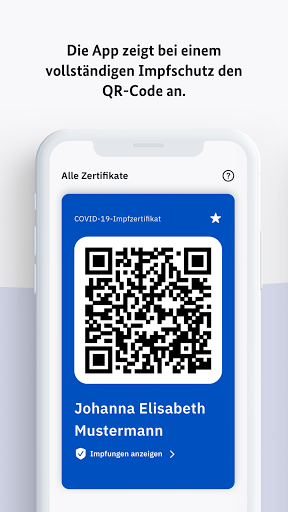 Die App zeigt bei einem
vollständigen Impfschutz den
QR-Code an.
Alle Zertifikate
?
COVID-19-Impfzertifikat
Johanna Elisabeth
Mustermann
Impfungen anzeigen